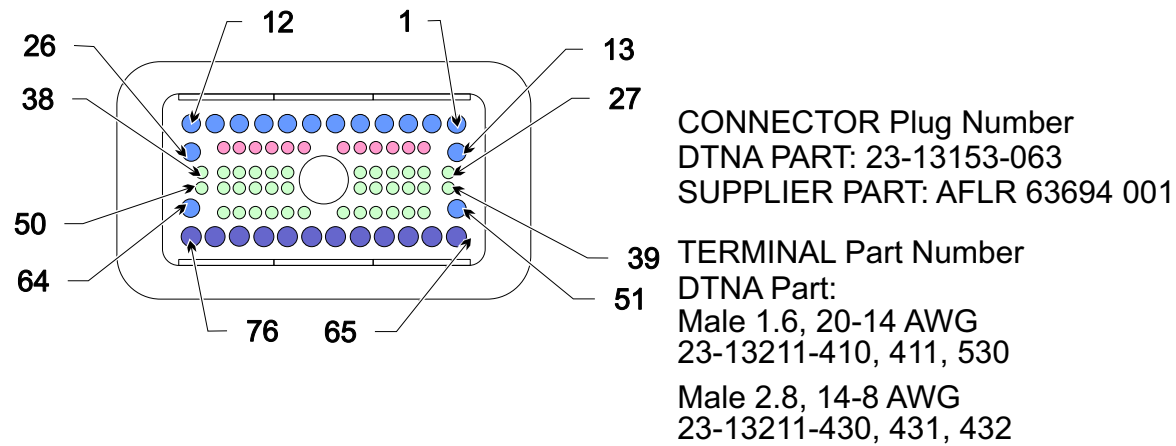 12
1
26
13
38
27
CONNECTOR Plug Number
DTNA PART: 23-13153-063
SUPPLIER PART: AFLR 63694 001
50
39
TERMINAL Part Number
64
51
DTNA Part:
76
65
Male 1.6, 20-14 AWG
23-13211-410, 411, 530
Male 2.8, 14-8 AWG
23-13211-430, 431, 432